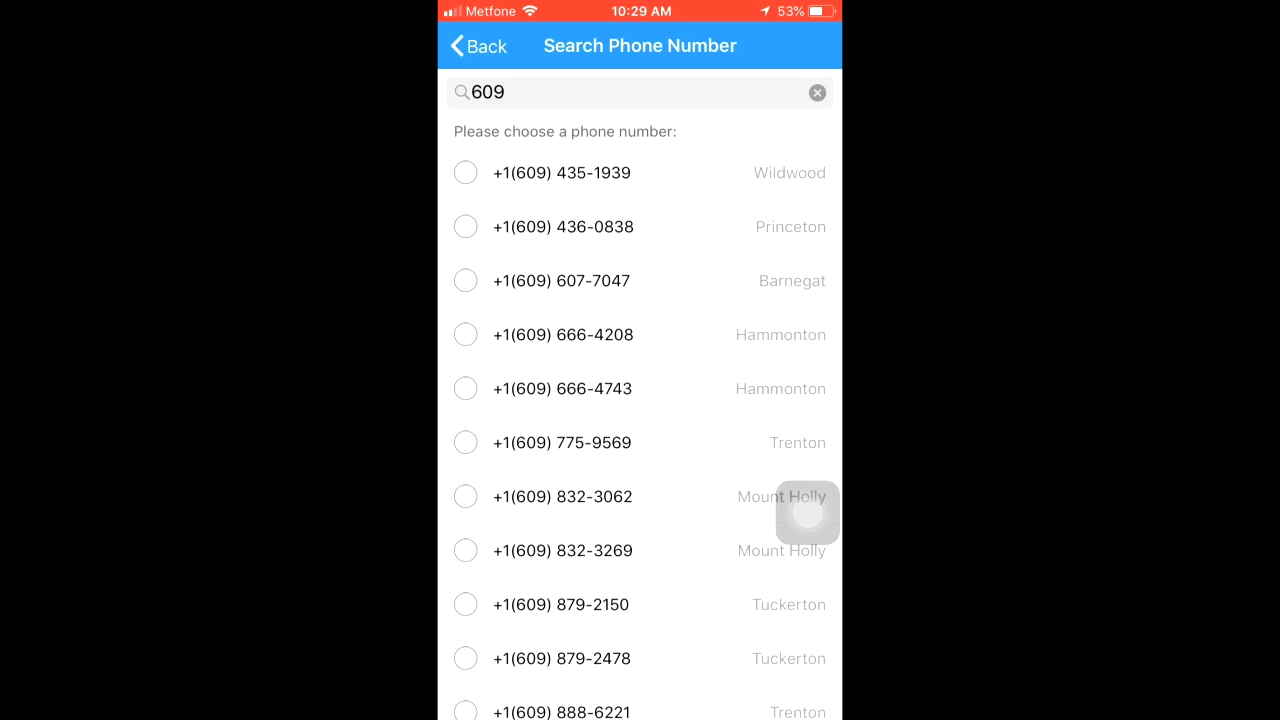 Metfone 10:29 AM 53%
Back Search Phone Number
609
Please choose a phone number:
+1(609) 435-1939 Wildwood
+1(609) 436-0838 Princeton
+1(609) 607-7047 Barnegat
+1(609) 666-4208 Hammonton
+1(609) 666-4743 Hammonton
+1(609) 775-9569 Trenton
+1(609) 832-3062 Mount Holly
+1(609) 832-3269 Mount Holly
+1(609) 879-2150 Tuckerton
+1(609) 879-2478 Tuckerton
+1(609) 888-6221 Trenton